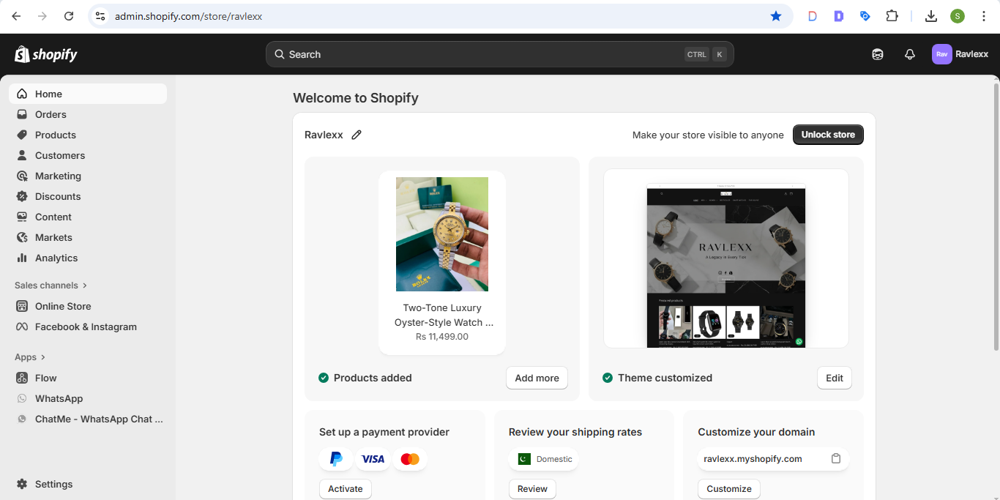 admin.shopify.com/store/ravlexx
S
shopify
Search
CTRL K
Rav
Ravlexx
Home
Orders
Products
Customers
Marketing
Discounts
Content
Markets
Analytics
Sales channels
Online Store
Facebook & Instagram
Apps
Flow
WhatsApp
ChatMe - WhatsApp Chat ...
Settings
Welcome to Shopify
Ravlexx
Make your store visible to anyone
Unlock store
ROLEX
Two-Tone Luxury
Oyster-Style Watch ...
Rs 11,499.00
Products added
Add more
RAVLEXX
A Legacy in Every Tick
Featured products
Theme customized
Edit
Set up a payment provider
VISA
Activate
Review your shipping rates
Domestic
Review
Customize your domain
ravlexx.myshopify.com
Customize